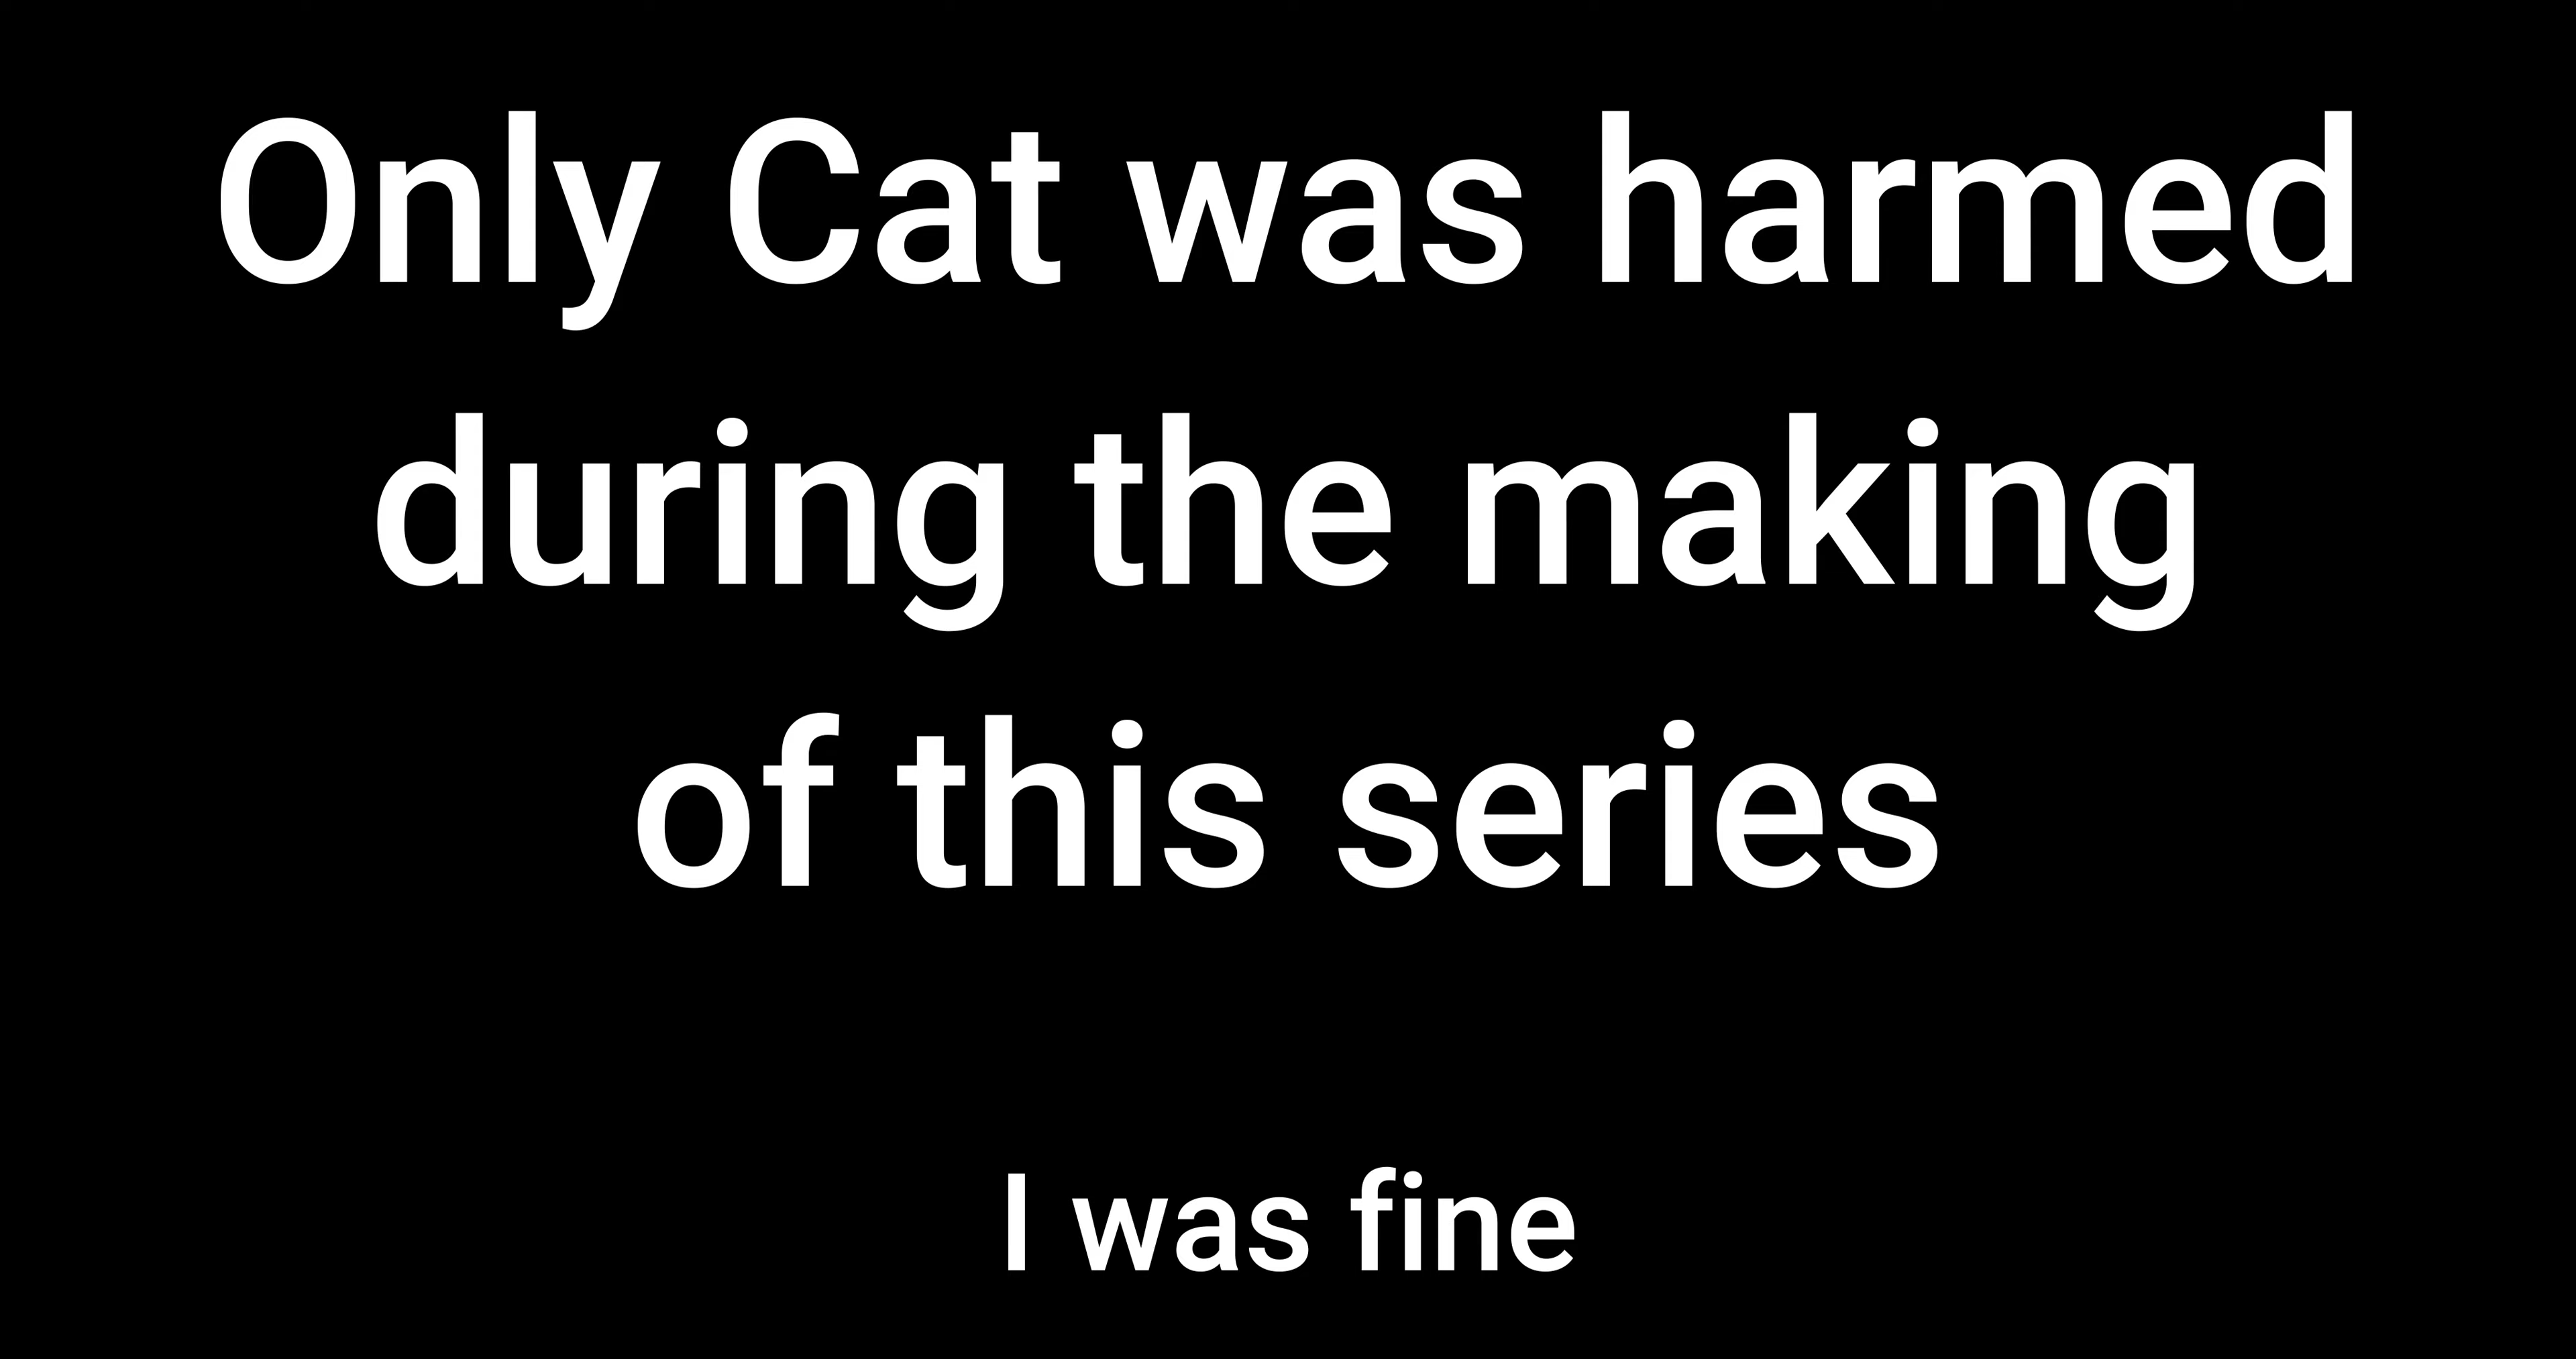 Only Cat was harmed
during the making
of this series
I was fine